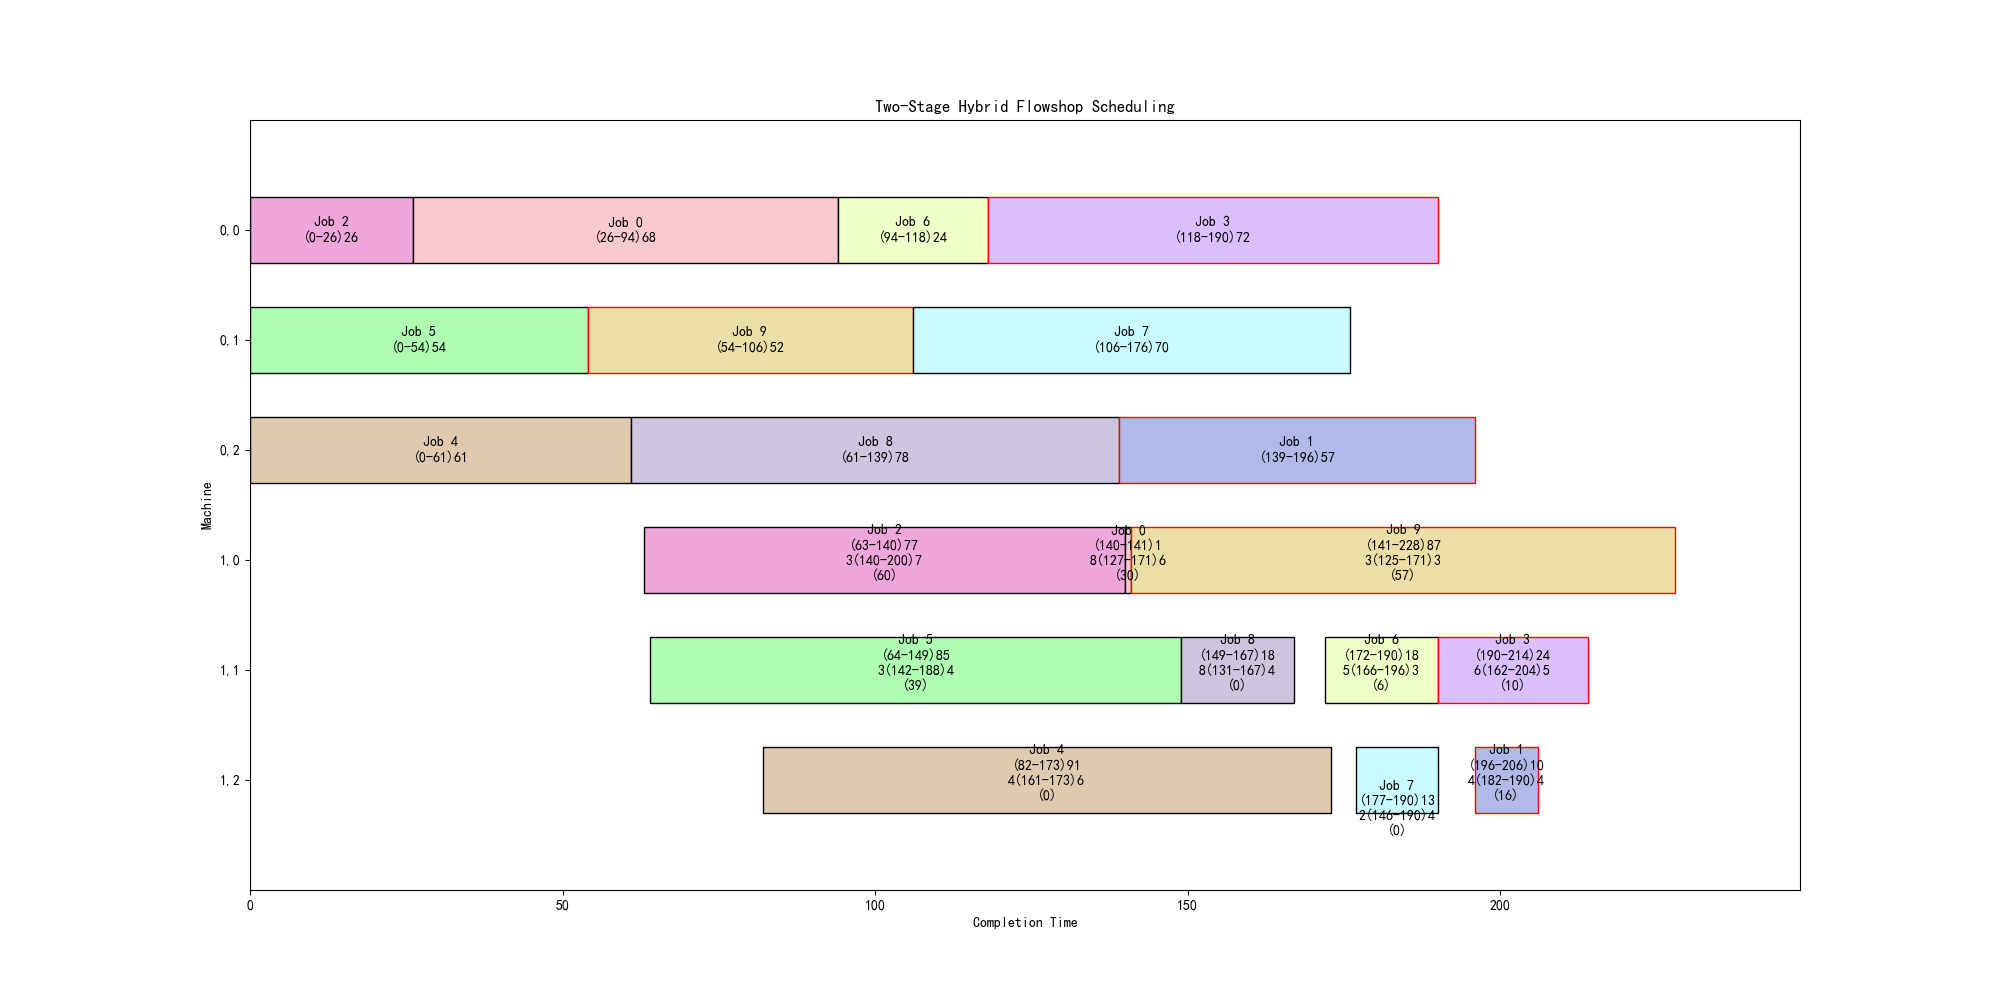 Two-Stage Hybrid Flowshop Scheduling
0,0
Job 2
(0-26)26
Job 0
(26-94)68
Job 6
(94-118)24
Job 3
(118-190)72
0,1
Job 5
(0-54)54
Job 9
(54-106)52
Job 7
(106-176)70
0,2
Job 4
(0-61)61
Job 8
(61-139)78
Job 1
(139-196)57
Machine
1,0
Job 2
(63-140)77
3(140-200)7
(60)
Job 0
(140-141)1
8(127-171)6
(30)
Job 9
(141-228)87
3(125-171)3
(57)
1,1
Job 5
(64-149)85
3(142-188)4
(39)
Job 8
(149-167)18
8(131-167)4
(0)
Job 6
(172-190)18
5(166-196)3
(6)
Job 3
(190-214)24
6(162-204)5
(10)
1,2
Job 4
(82-173)91
4(161-173)6
(0)
Job 7
(177-190)13
2(146-190)4
(0)
Job 1
(196-206)10
4(182-190)4
(16)
0
50
100
150
200
Completion Time